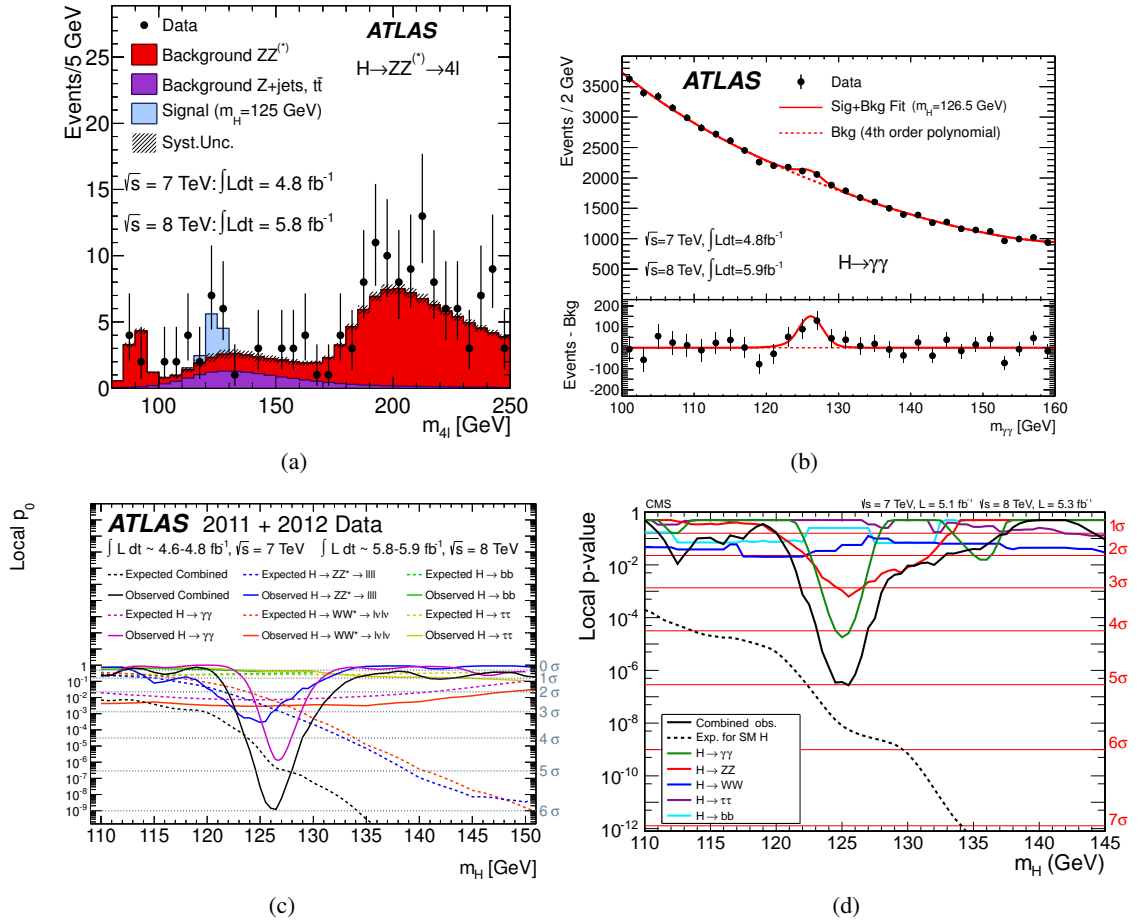 Events/5 GeV
25
20
15
10
5
0
100
150
200
250
m4l [GeV]
Data
Background ZZ(*)
Background Z+jets, tt̄
Signal (mH=125 GeV)
Syst.Unc.
√s = 7 TeV:∫Ldt = 4.8 fb-1
√s = 8 TeV:∫Ldt = 5.8 fb-1
ATLAS
H→ZZ(*)→4l
(a)
Events / 2 GeV
3500
3000
2500
2000
1500
1000
500
ATLAS
Data
Sig+Bkg Fit (mH=126.5 GeV)
Bkg (4th order polynomial)
√s=7 TeV, ∫Ldt=4.8fb-1
√s=8 TeV, ∫Ldt=5.9fb-1
H→γγ
Events - Bkg
200
100
0
-100
-200
100
110
120
130
140
150
160
mγγ [GeV]
(b)
Local p0
ATLAS 2011 + 2012 Data
∫ L dt ~ 4.6-4.8 fb-1, √s = 7 TeV ∫ L dt ~ 5.8-5.9 fb-1, √s = 8 TeV
Expected Combined
Observed Combined
Expected H → γγ
Observed H → γγ
Expected H → ZZ* → llll
Observed H → ZZ* → llll
Expected H → WW* → lνlν
Observed H → WW* → lνlν
Expected H → bb
Observed H → bb
Expected H → ττ
Observed H → ττ
1
10-1
10-2
10-3
10-4
10-5
10-6
10-7
10-8
10-9
0 σ
1 σ
2 σ
3 σ
4 σ
5 σ
6 σ
110
115
120
125
130
135
140
145
150
mH [GeV]
(c)
CMS
√s = 7 TeV, L = 5.1 fb-1 √s = 8 TeV, L = 5.3 fb-1
Local p-value
1
10-2
10-4
10-6
10-8
10-10
10-12
1σ
2σ
3σ
4σ
5σ
6σ
7σ
Combined obs.
Exp. for SM H
H → γγ
H → ZZ
H → WW
H → ττ
H → bb
110
115
120
125
130
135
140
145
mH (GeV)
(d)